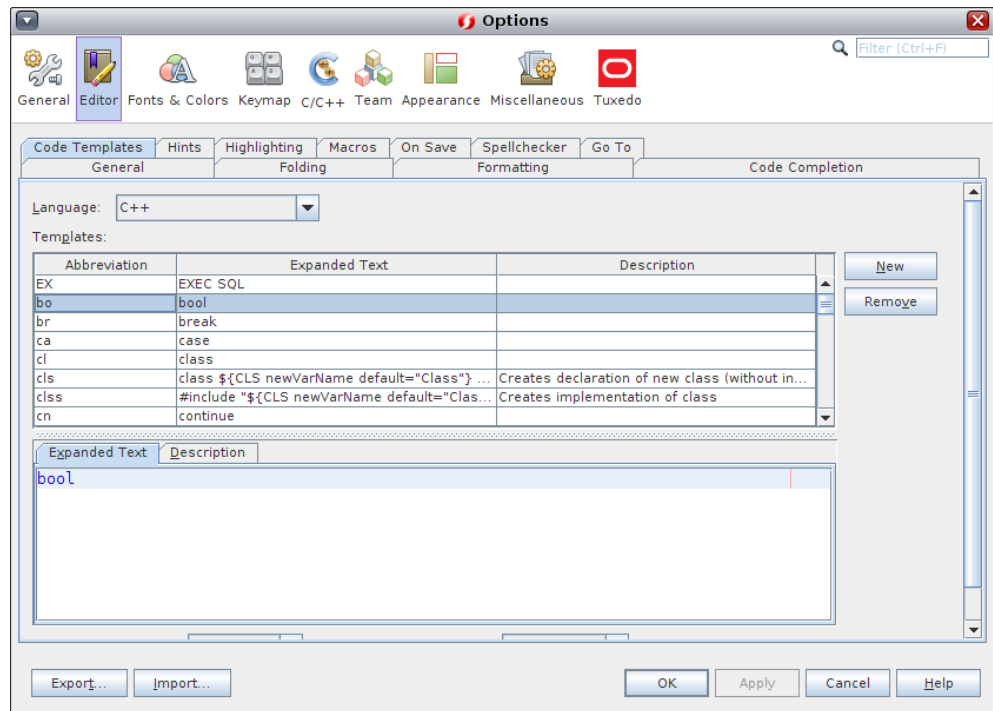 Options
Filter (Ctrl+F)
General Editor Fonts & Colors Keymap C/C++ Team Appearance Miscellaneous Tuxedo
Code Templates Hints Highlighting Macros On Save Spellchecker Go To
General Folding Formatting Code Completion
Language: C++
Templates:
Abbreviation Expanded Text Description
New
EX EXEC SQL
bo bool
Remove
br break
ca case
cl class
cls class ${CLS newVarName default="Class"} ... Creates declaration of new class (without in...
clss #include "${CLS newVarName default="Clas... Creates implementation of class
cn continue
Expanded Text Description
bool
Export... Import... OK Apply Cancel Help